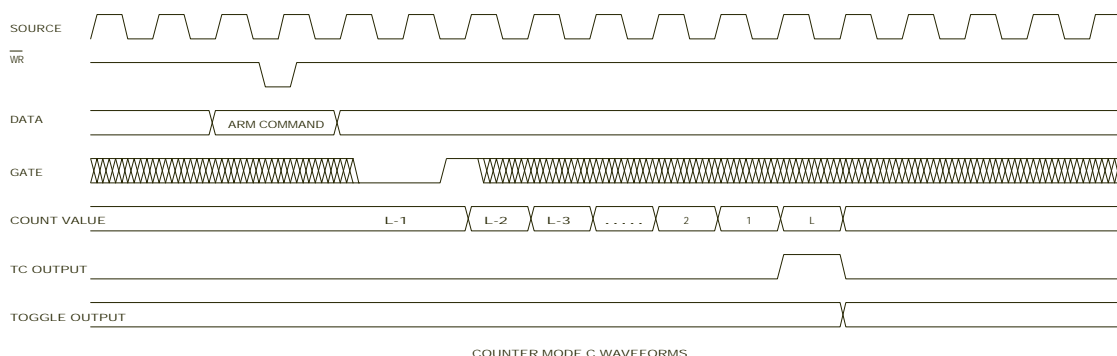 SOURCE
WR
DATA
ARM COMMAND
GATE
COUNT VALUE
L-1
L-2
L-3
.....
2
1
L
TC OUTPUT
TOGGLE OUTPUT
COUNTER MODE C WAVEFORMS